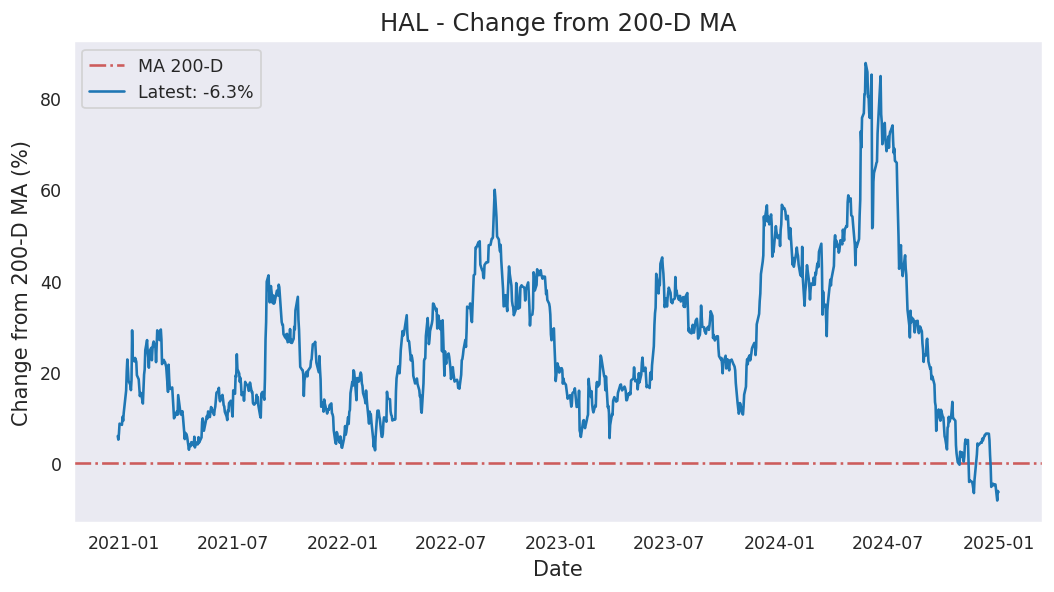 HAL - Change from 200-D MA
MA 200-D
Latest: -6.3%
Change from 200-D MA (%)
80
60
40
20
0
2021-01 2021-07 2022-01 2022-07 2023-01 2023-07 2024-01 2024-07 2025-01
Date